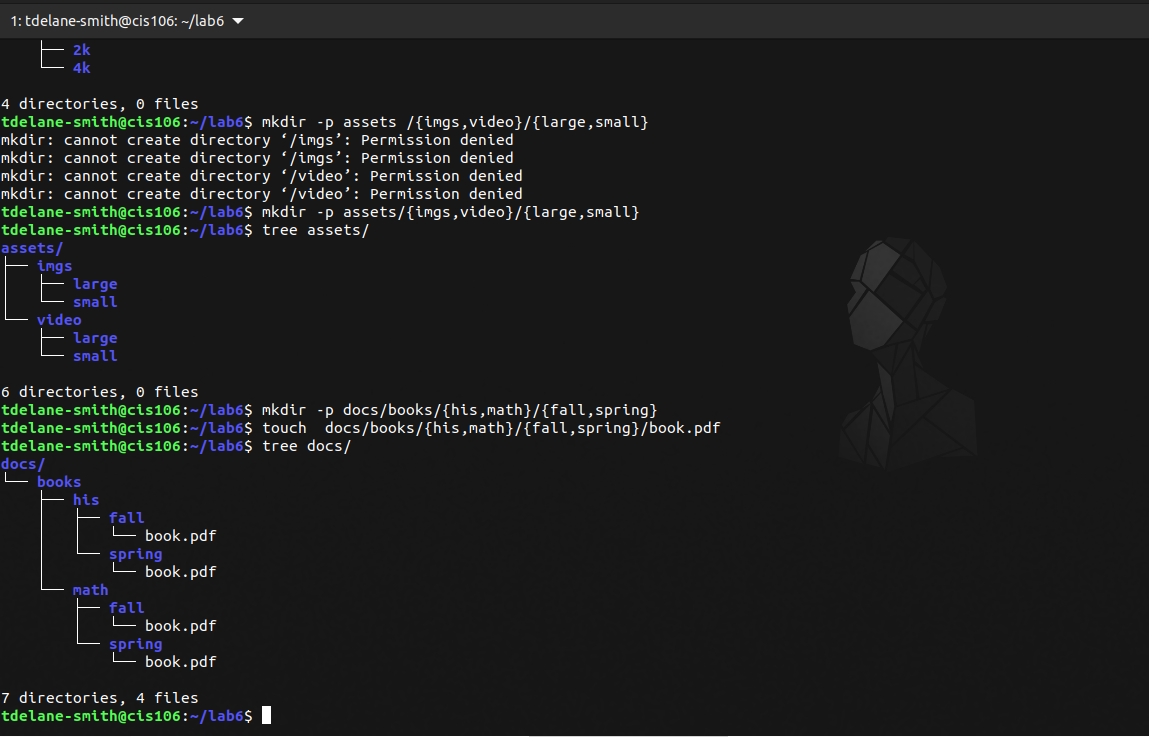 1: tdelane-smith@cis106: ~/lab6
├── 2k
└── 4k
4 directories, 0 files
tdelane-smith@cis106:~/lab6$ mkdir -p assets /{imgs,video}/{large,small}
mkdir: cannot create directory ‘/imgs’: Permission denied
mkdir: cannot create directory ‘/imgs’: Permission denied
mkdir: cannot create directory ‘/video’: Permission denied
mkdir: cannot create directory ‘/video’: Permission denied
tdelane-smith@cis106:~/lab6$ mkdir -p assets/{imgs,video}/{large,small}
tdelane-smith@cis106:~/lab6$ tree assets/
assets/
├── imgs
│   ├── large
│   └── small
└── video
    ├── large
    └── small
6 directories, 0 files
tdelane-smith@cis106:~/lab6$ mkdir -p docs/books/{his,math}/{fall,spring}
tdelane-smith@cis106:~/lab6$ touch  docs/books/{his,math}/{fall,spring}/book.pdf
tdelane-smith@cis106:~/lab6$ tree docs/
docs/
└── books
    ├── his
    │   ├── fall
    │   │   └── book.pdf
    │   └── spring
    │       └── book.pdf
    └── math
        ├── fall
        │   └── book.pdf
        └── spring
            └── book.pdf
7 directories, 4 files
tdelane-smith@cis106:~/lab6$